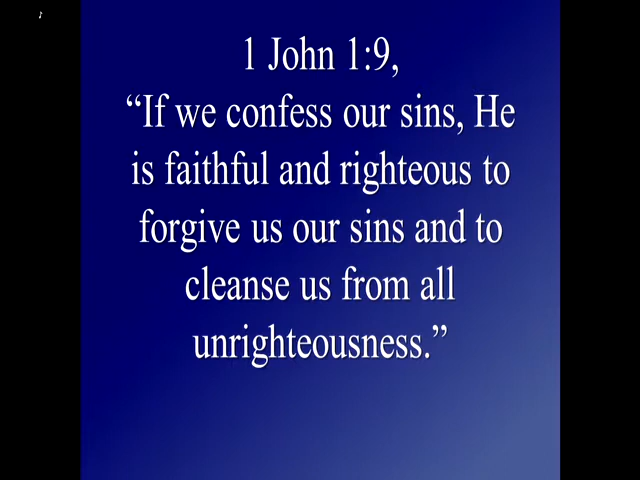 1 John 1:9,
“If we confess our sins, He
is faithful and righteous to
forgive us our sins and to
cleanse us from all
unrighteousness.”